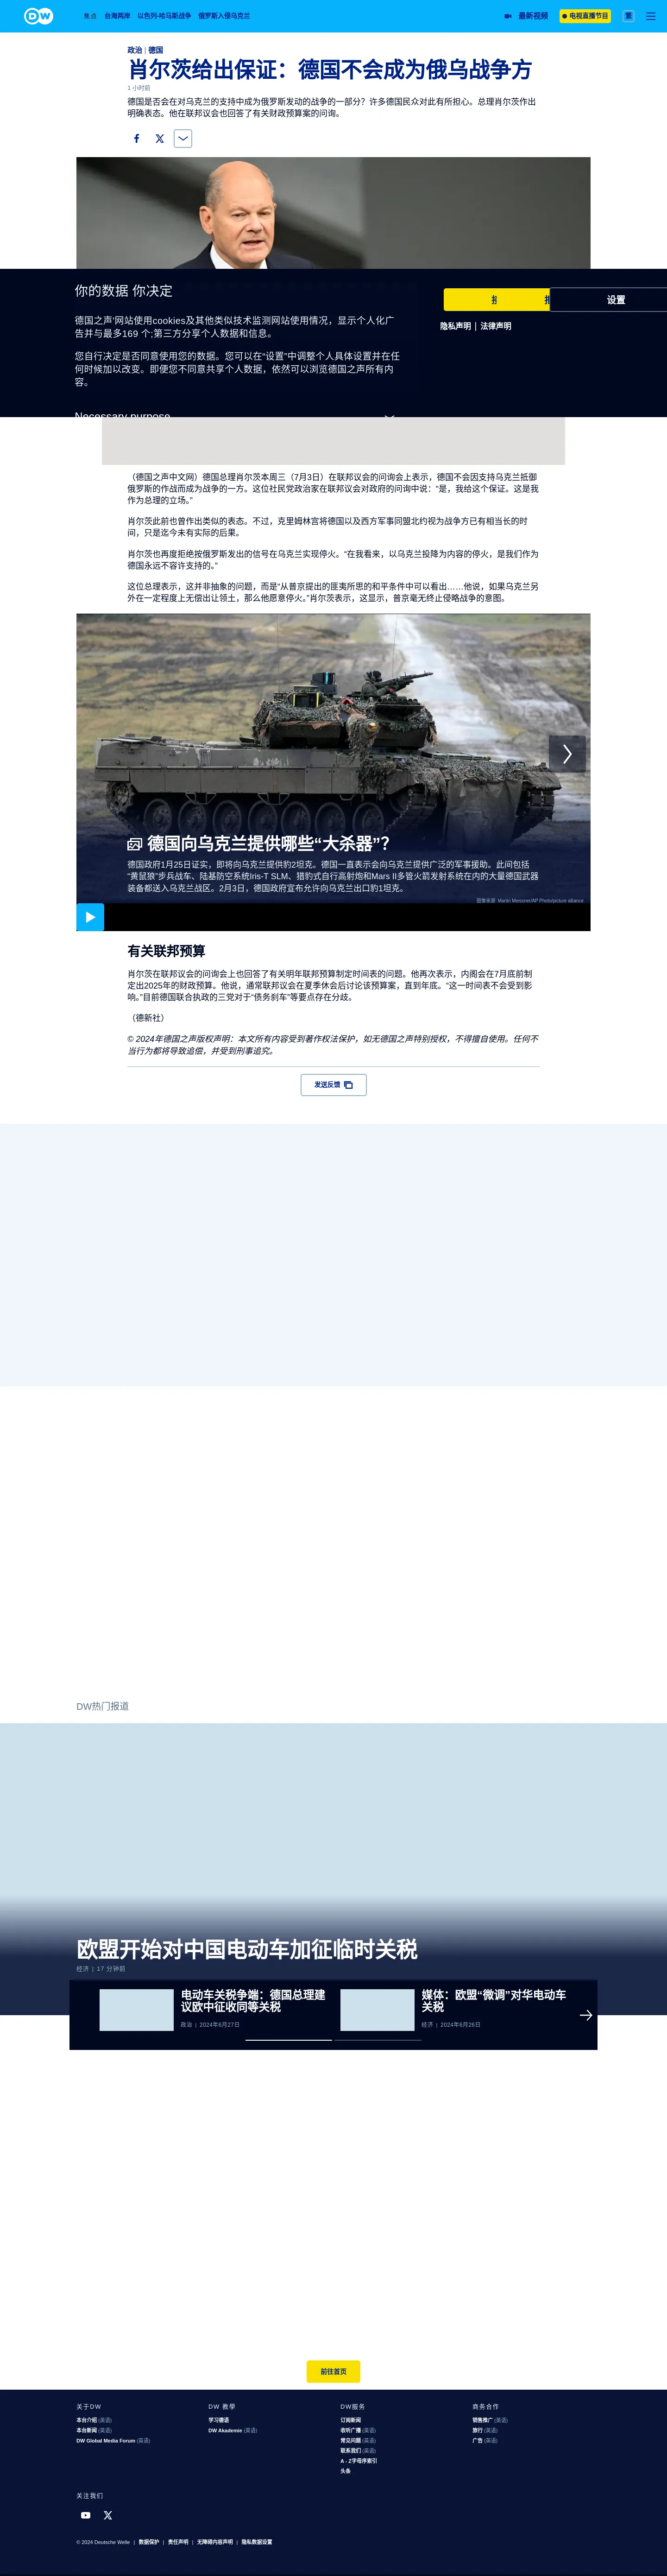 DW
焦点 台海两岸 以色列-哈马斯战争 俄罗斯入侵乌克兰
最新视频 电视直播节目 繁
政治 | 德国
肖尔茨给出保证：德国不会成为俄乌战争方
1 小时前
德国是否会在对乌克兰的支持中成为俄罗斯发动的战争的一部分？许多德国民众对此有所担心。总理肖尔茨作出
明确表态。他在联邦议会也回答了有关财政预算案的问询。
你的数据 你决定
德国之声'网站使用cookies及其他类似技术监测网站使用情况，显示个人化广
告并与最多169 个;第三方分享个人数据和信息。
您自行决定是否同意使用您的数据。您可以在“设置”中调整个人具体设置并在任
何时候加以改变。即便您不同意共享个人数据，依然可以浏览德国之声所有内
容。
Necessary purpose
设置
隐私声明 | 法律声明
（德国之声中文网）德国总理肖尔茨本周三（7月3日）在联邦议会的问询会上表示，德国不会因支持乌克兰抵御
俄罗斯的作战而成为战争的一方。这位社民党政治家在联邦议会对政府的问询中说：“是，我给这个保证。这是我
作为总理的立场。”
肖尔茨此前也曾作出类似的表态。不过，克里姆林宫将德国以及西方军事同盟北约视为战争方已有相当长的时
间，只是迄今未有实际的后果。
肖尔茨也再度拒绝按俄罗斯发出的信号在乌克兰实现停火。“在我看来，以乌克兰投降为内容的停火，是我们作为
德国永远不容许支持的。”
这位总理表示，这并非抽象的问题，而是“从普京提出的匪夷所思的和平条件中可以看出……他说，如果乌克兰另
外在一定程度上无偿出让领土，那么他愿意停火。”肖尔茨表示，这显示，普京毫无终止侵略战争的意图。
德国向乌克兰提供哪些“大杀器”？
德国政府1月25日证实，即将向乌克兰提供豹2坦克。德国一直表示会向乌克兰提供广泛的军事援助。此间包括
“黄鼠狼”步兵战车、陆基防空系统Iris-T SLM、猎豹式自行高射炮和Mars II多管火箭发射系统在内的大量德国武器
装备都送入乌克兰战区。2月3日，德国政府宣布允许向乌克兰出口豹1坦克。
图像来源: Martin Meissner/AP Photo/picture alliance
有关联邦预算
肖尔茨在联邦议会的问询会上也回答了有关明年联邦预算制定时间表的问题。他再次表示，内阁会在7月底前制
定出2025年的财政预算。他说，通常联邦议会在夏季休会后讨论该预算案，直到年底。“这一时间表不会受到影
响。”目前德国联合执政的三党对于“债务刹车”等要点存在分歧。
（德新社）
© 2024年德国之声版权声明：本文所有内容受到著作权法保护，如无德国之声特别授权，不得擅自使用。任何不
当行为都将导致追偿，并受到刑事追究。
发送反馈
DW热门报道
欧盟开始对中国电动车加征临时关税
经济 | 17 分钟前
电动车关税争端：德国总理建
议欧中征收同等关税
政治 | 2024年6月27日
媒体：欧盟“微调”对华电动车
关税
经济 | 2024年6月26日
前往首页
关于DW
本台介绍 (英语)
本台新闻 (英语)
DW Global Media Forum (英语)
DW 教學
学习德语
DW Akademie (英语)
DW服务
订阅新闻
收听广播 (英语)
常见问题 (英语)
联系我们 (英语)
A - Z字母序索引
头条
商务合作
销售推广 (英语)
旅行 (英语)
广告 (英语)
关注我们
© 2024 Deutsche Welle | 数据保护 | 责任声明 | 无障碍内容声明 | 隐私数据设置